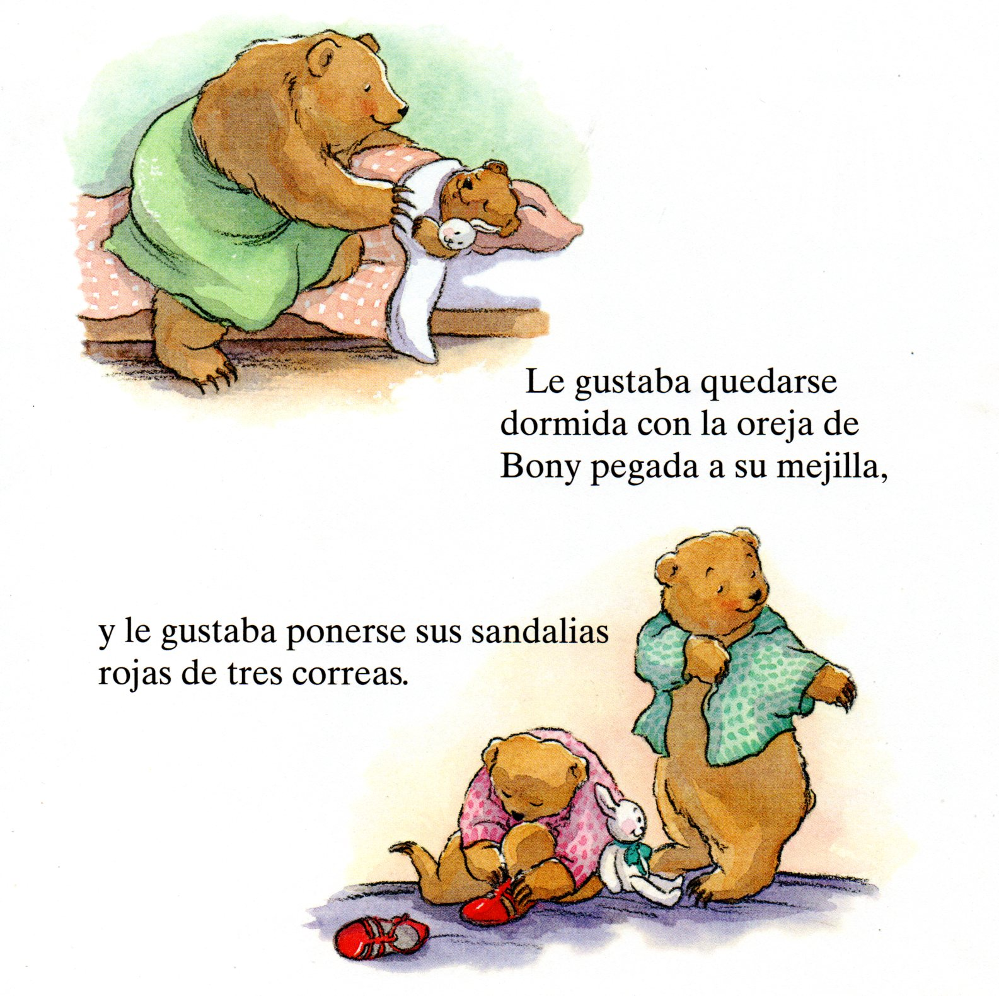 Le gustaba quedarse
dormida con la oreja de
Bony pegada a su mejilla,
y le gustaba ponerse sus sandalias
rojas de tres correas.